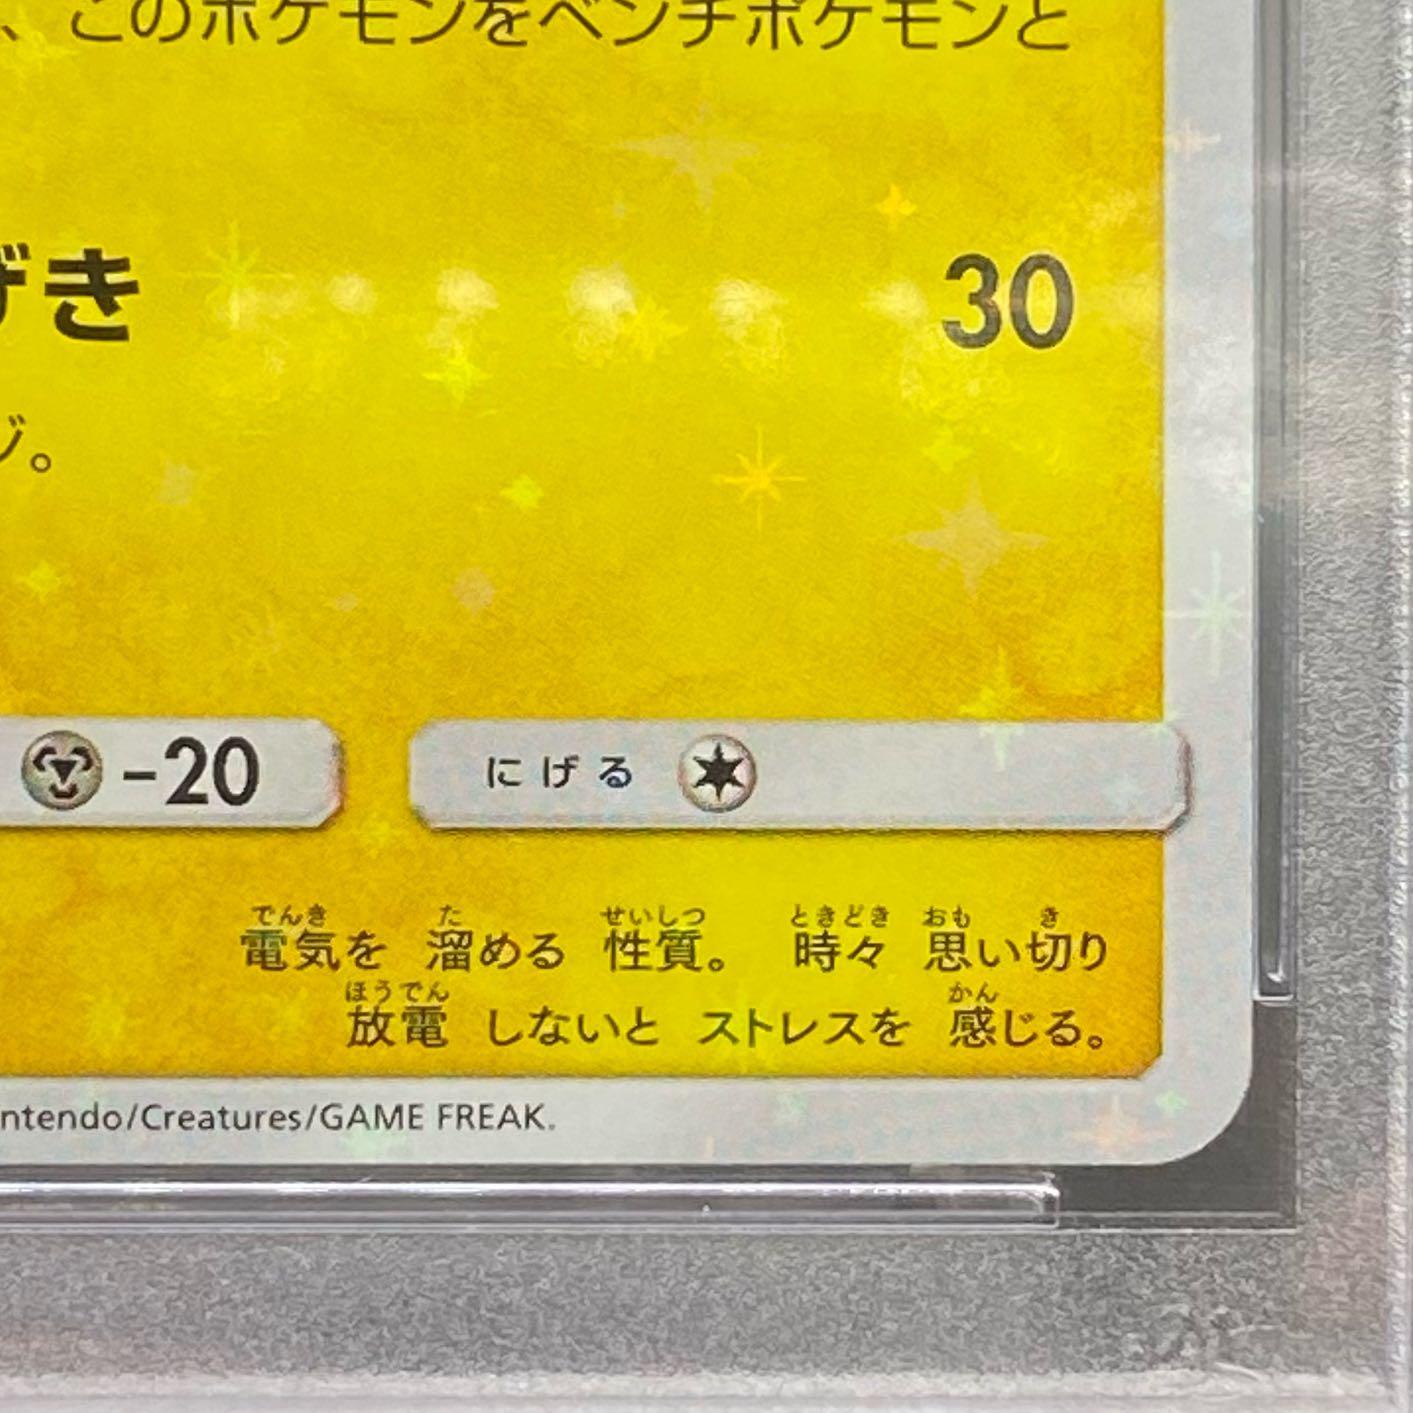 、このポケモンをベンチポケモンと
げき 30
ジ。
-20 にげる
でんき た せいしつ ときどき おも き
電気を 溜める 性質。 時々 思い切り
ほうでん かん
放電 しないと ストレスを 感じる。
ntendo/Creatures/GAME FREAK.